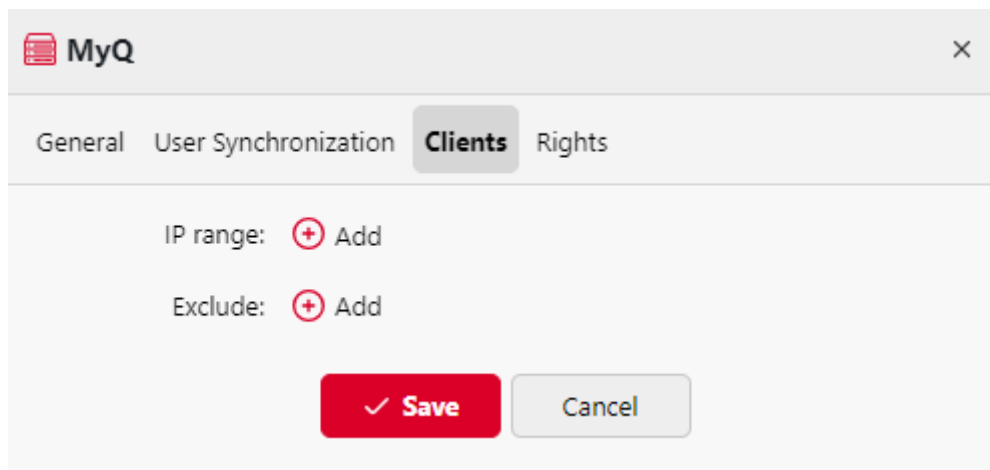 MyQ
General User Synchronization Clients Rights
IP range: Add
Exclude: Add
Save Cancel